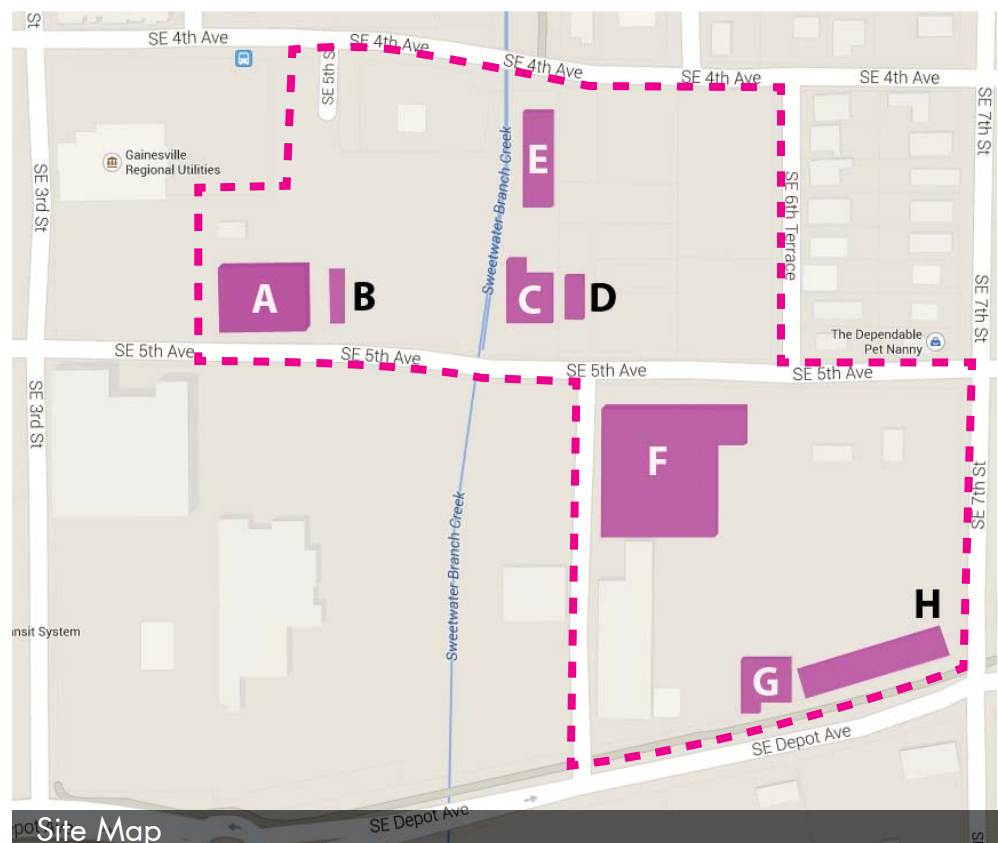 St
SE 4th Ave
SE 4th Ave
SE 4th Ave
SE 4th Ave
SE 4th Ave
SE 5th S
SE 7th St
Gainesville
Regional Utilities
SE 3rd St
Sweetwater Branch Creek
E
SE 6th Terrace
A
B
C
D
SE 7th St
The Dependable
Pet Nanny
SE 5th Ave
SE 5th Ave
SE 5th Ave
SE 5th Ave
SE 3rd St
F
SE 7th St
Sweetwater Branch Creek
H
nsit System
G
SE Depot Ave
SE Depot Ave
pot Ave
Site Map
S